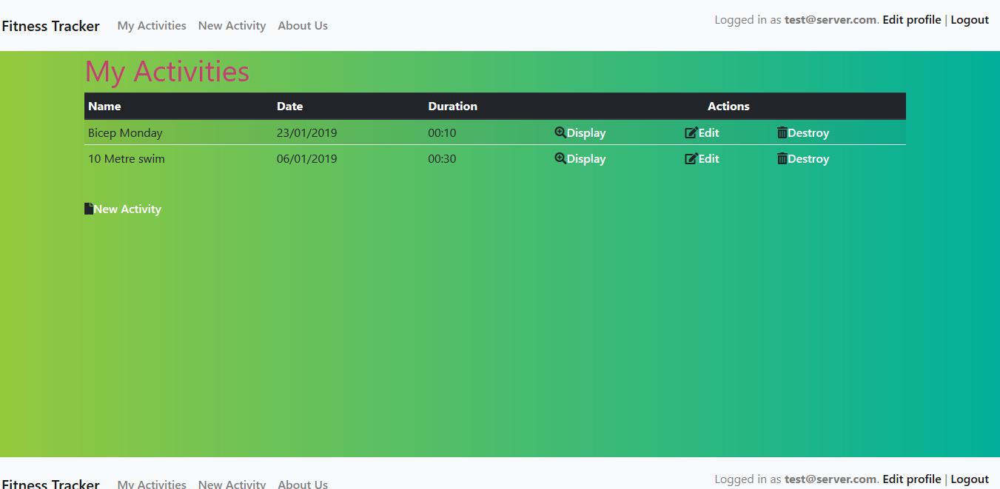 Fitness Tracker My Activities New Activity About Us Logged in as test@server.com. Edit profile | Logout
My Activities
Name Date Duration Actions
Bicep Monday 23/01/2019 00:10 Display Edit Destroy
10 Metre swim 06/01/2019 00:30 Display Edit Destroy
New Activity
Fitness Tracker My Activities New Activity About Us Logged in as test@server.com. Edit profile | Logout